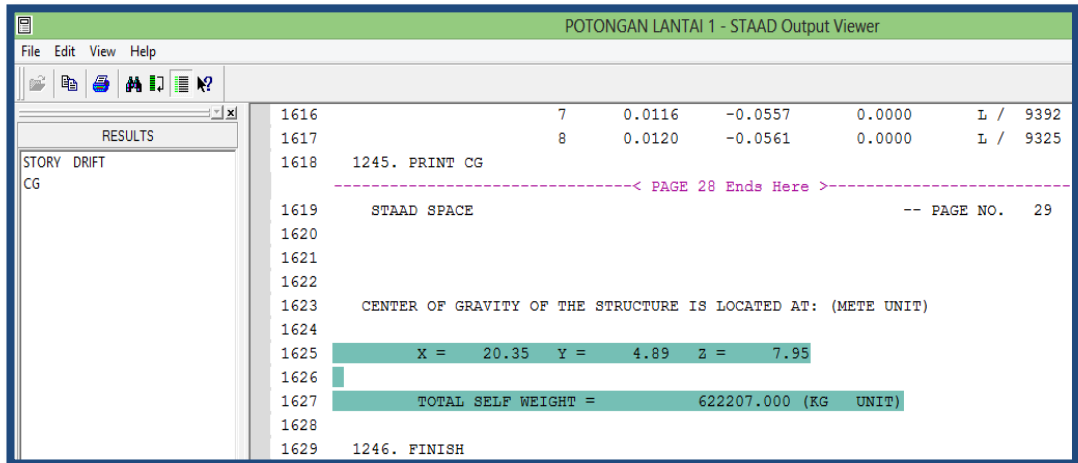 POTONGAN LANTAI 1 - STAAD Output Viewer
File Edit View Help
RESULTS
STORY DRIFT
CG
1616 7 0.0116 -0.0557 0.0000 L / 9392
1617 8 0.0120 -0.0561 0.0000 L / 9325
1618 1245. PRINT CG
---------------------------------< PAGE 28 Ends Here >---------------------------
1619 STAAD SPACE -- PAGE NO. 29
1620
1621
1622
1623 CENTER OF GRAVITY OF THE STRUCTURE IS LOCATED AT: (METE UNIT)
1624
1625 X = 20.35 Y = 4.89 Z = 7.95
1626
1627 TOTAL SELF WEIGHT = 622207.000 (KG UNIT)
1628
1629 1246. FINISH